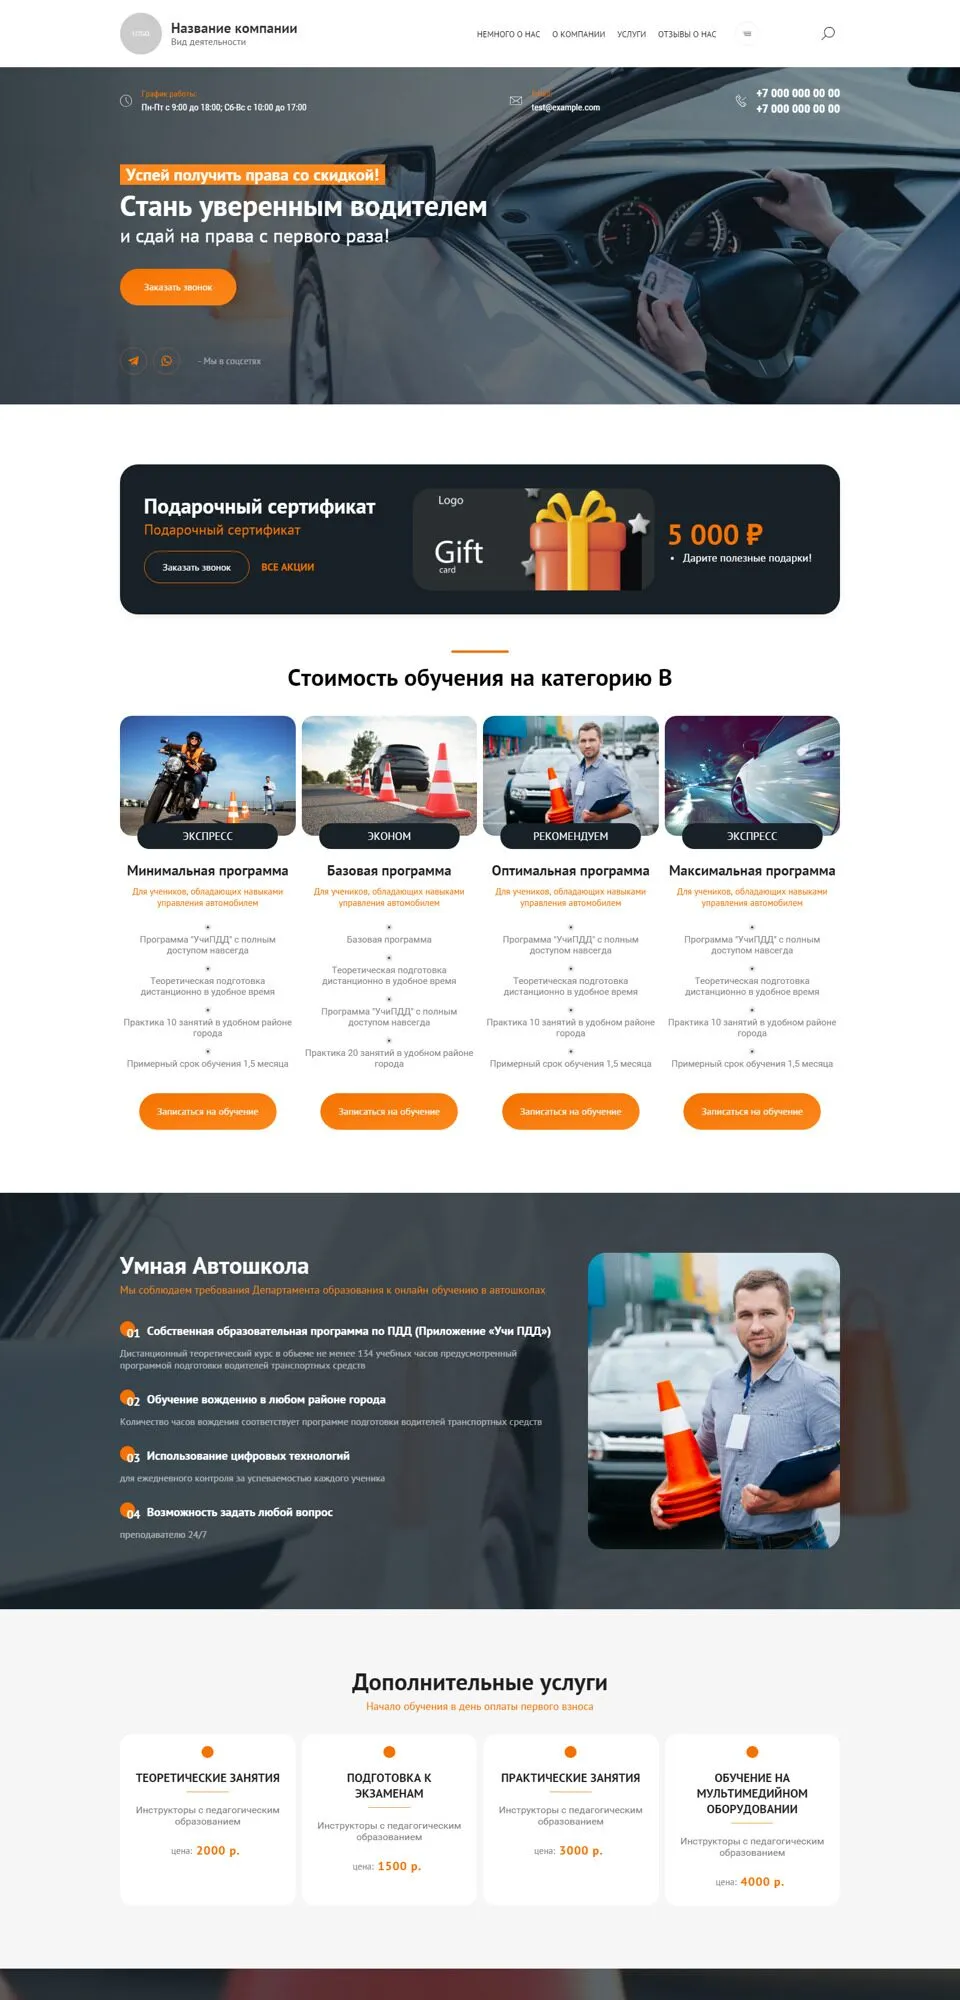 LOGO
Название компании
Вид деятельности
НЕМНОГО О НАС
О КОМПАНИИ
УСЛУГИ
ОТЗЫВЫ О НАС
График работы:
Пн-Пт с 9:00 до 18:00; Сб-Вс с 10:00 до 17:00
test@example.com
+7 000 000 00 00
+7 000 000 00 00
Успей получить права со скидкой!
Стань уверенным водителем
и сдай на права с первого раза!
Заказать звонок
- Мы в соцсетях
Подарочный сертификат
Подарочный сертификат
Заказать звонок
ВСЕ АКЦИИ
Logo
Gift
card
5 000 ₽
Дарите полезные подарки!
Стоимость обучения на категорию B
ЭКСПРЕСС
Минимальная программа
Для учеников, обладающих навыками
управления автомобилем
Программа "УчиПДД" с полным
доступом навсегда
Теоретическая подготовка
дистанционно в удобное время
Практика 10 занятий в удобном районе
города
Примерный срок обучения 1,5 месяца
Записаться на обучение
ЭКОНОМ
Базовая программа
Для учеников, обладающих навыками
управления автомобилем
Базовая программа
Теоретическая подготовка
дистанционно в удобное время
Программа "УчиПДД" с полным
доступом навсегда
Практика 20 занятий в удобном районе
города
Записаться на обучение
РЕКОМЕНДУЕМ
Оптимальная программа
Для учеников, обладающих навыками
управления автомобилем
Программа "УчиПДД" с полным
доступом навсегда
Теоретическая подготовка
дистанционно в удобное время
Практика 10 занятий в удобном районе
города
Примерный срок обучения 1,5 месяца
Записаться на обучение
ЭКСПРЕСС
Максимальная программа
Для учеников, обладающих навыками
управления автомобилем
Программа "УчиПДД" с полным
доступом навсегда
Теоретическая подготовка
дистанционно в удобное время
Практика 10 занятий в удобном районе
города
Примерный срок обучения 1,5 месяца
Записаться на обучение
Умная Автошкола
Мы соблюдаем требования Департамента образования к онлайн обучению в автошколах
01 Собственная образовательная программа по ПДД (Приложение «Учи ПДД»)
Дистанционный теоретический курс в объеме не менее 134 учебных часов предусмотренный
программой подготовки водителей транспортных средств
02 Обучение вождению в любом районе города
Количество часов вождения соответствует программе подготовки водителей транспортных средств
03 Использование цифровых технологий
для ежедневного контроля за успеваемостью каждого ученика
04 Возможность задать любой вопрос
преподавателю 24/7
Дополнительные услуги
Начало обучения в день оплаты первого взноса
ТЕОРЕТИЧЕСКИЕ ЗАНЯТИЯ
Инструкторы с педагогическим
образованием
цена: 2000 р.
ПОДГОТОВКА К
ЭКЗАМЕНАМ
Инструкторы с педагогическим
образованием
цена: 1500 р.
ПРАКТИЧЕСКИЕ ЗАНЯТИЯ
Инструкторы с педагогическим
образованием
цена: 3000 р.
ОБУЧЕНИЕ НА
МУЛЬТИМЕДИЙНОМ
ОБОРУДОВАНИИ
Инструкторы с педагогическим
образованием
цена: 4000 р.